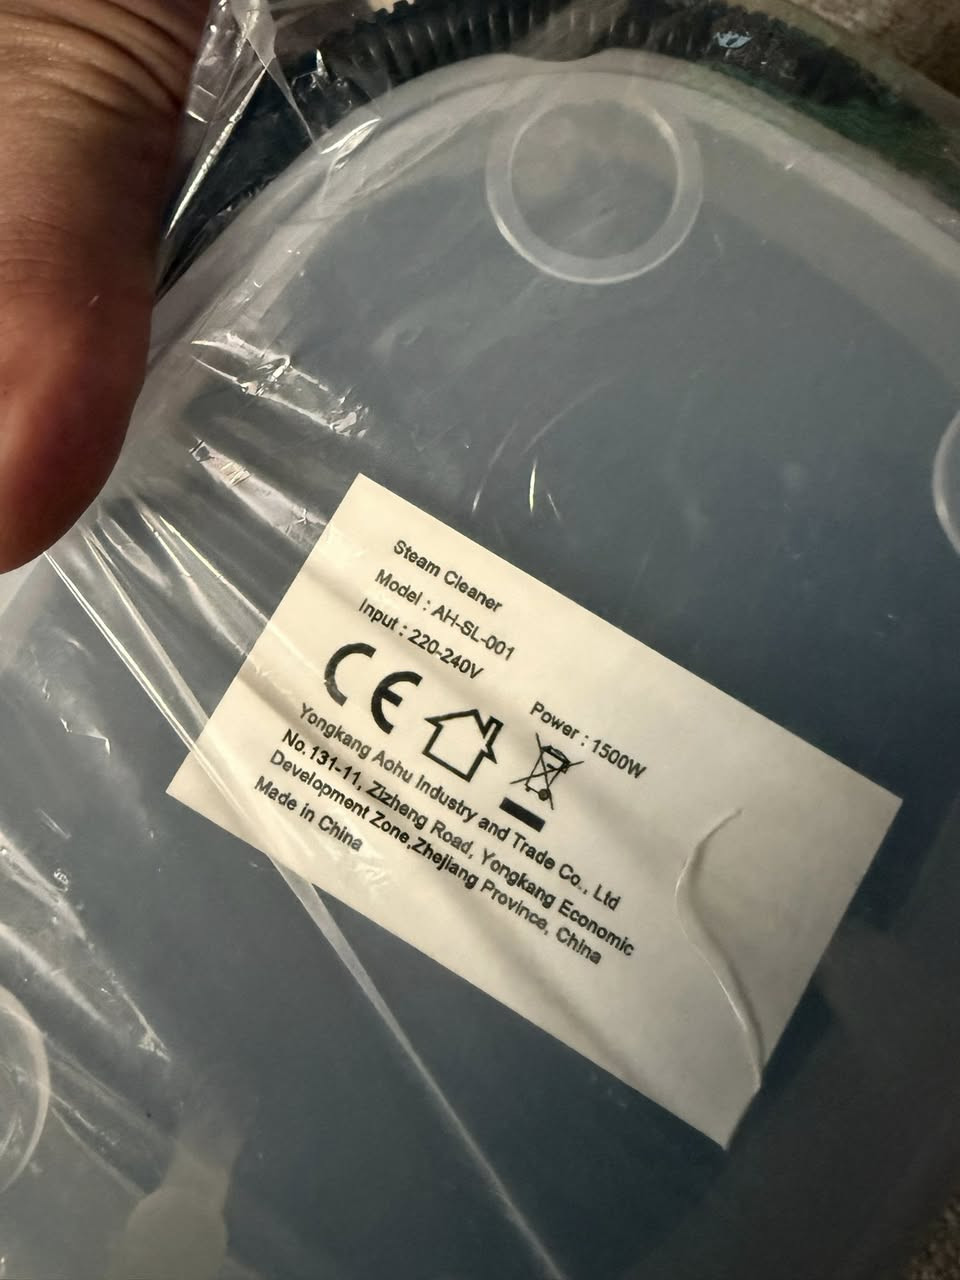 Steam Cleaner
Model : AH-SL-001
Input : 220-240V Power : 1500W
CE
Yongkang Aohu Industry and Trade Co., Ltd
No.131-11, Zizheng Road, Yongkang Economic
Development Zone,Zhejiang Province, China
Made in China